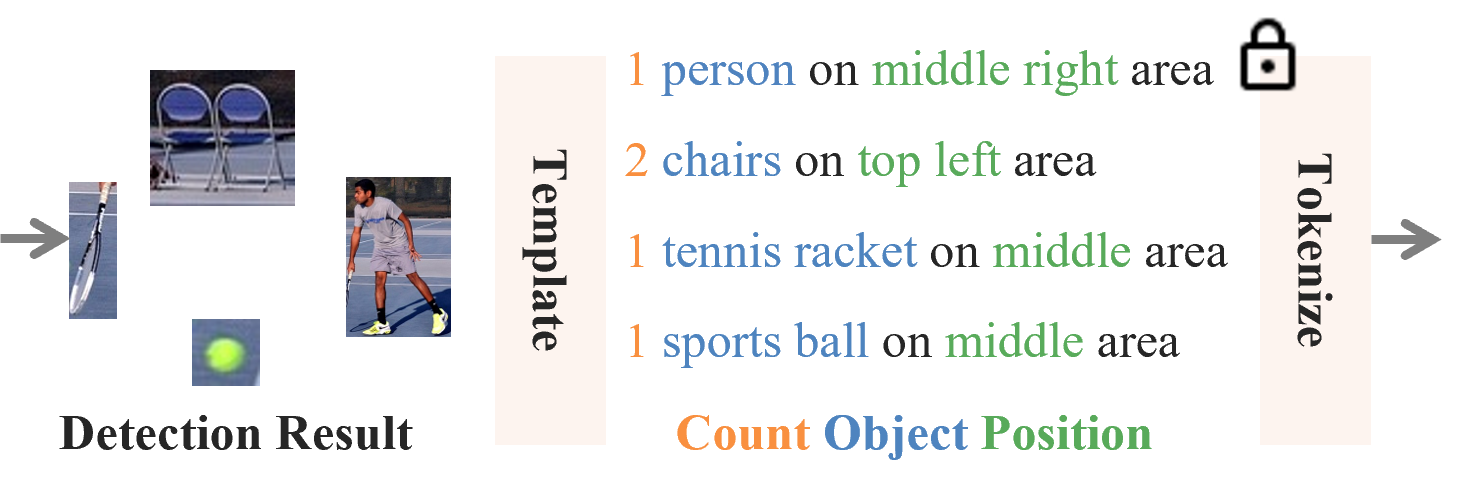 Detection Result
Template
1 person on middle right area
2 chairs on top left area
1 tennis racket on middle area
1 sports ball on middle area
Count Object Position
Tokenize